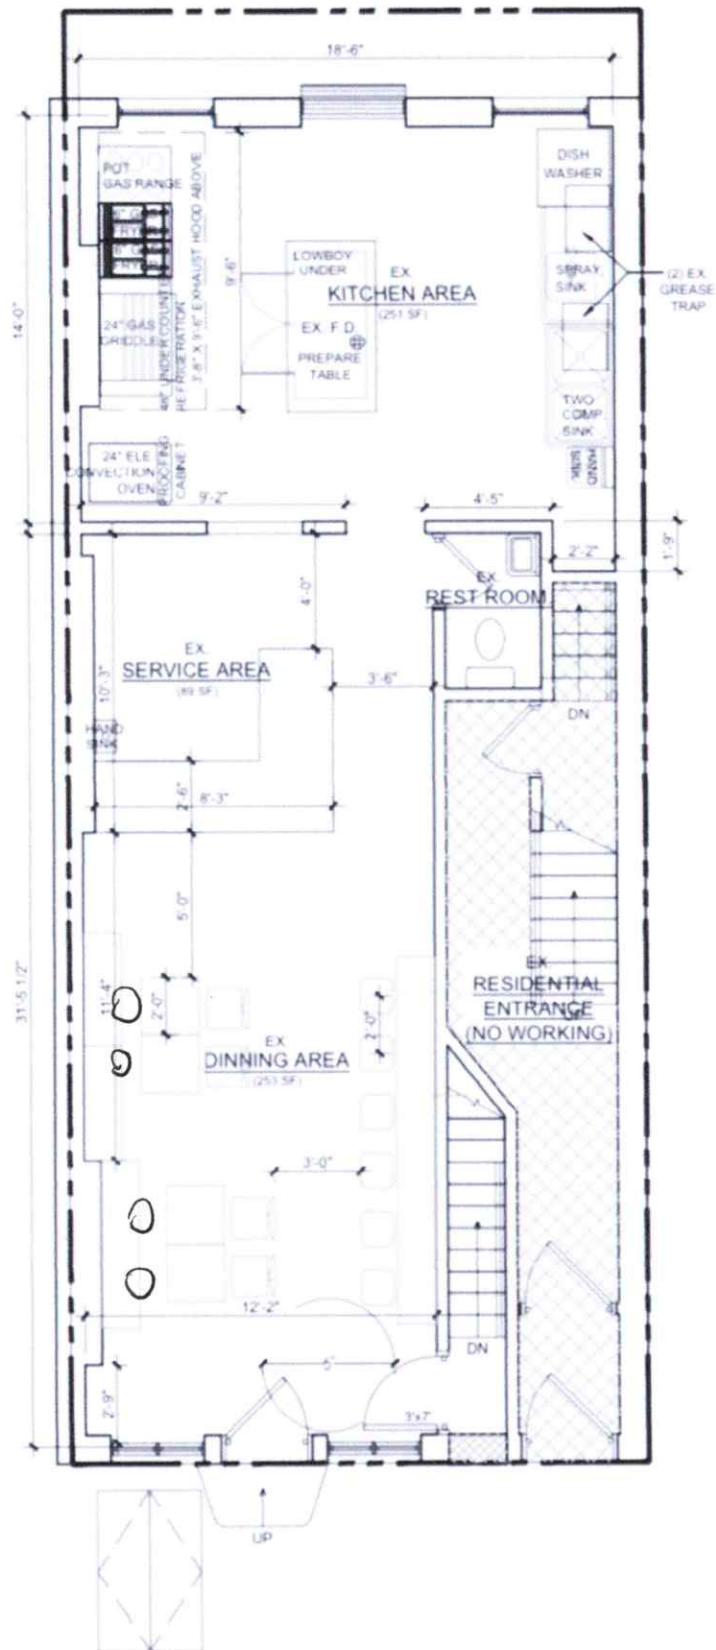 18'-6"
DISH
WASHER
POT
GAS RANGE
3'-8" X 9'-6" EXHAUST HOOD ABOVE
9'-6"
LOWBOY
UNDER
EX.
KITCHEN AREA
(251 SF)
SPRAY
SINK
(2) EX.
GREASE
TRAP
14'-0"
24" GAS
GRIDDLE
48" UNDER COUNTER
REFRIGERATION
EX. F.D.
PREPARE
TABLE
TWO
COMP.
SINK
HAND
SINK
24" ELE
CONVECTION
OVEN
PROOFING
CABINET
9'-2"
4'-5"
2'-2"
1'-9"
4'-0"
EX.
REST ROOM
EX.
SERVICE AREA
(89 SF)
10'-3"
3'-6"
HAND
SINK
DN
2'-6"
8'-3"
5'-0"
31'-5 1/2"
11'-4"
2'-0"
2'-0"
EX
RESIDENTIAL
ENTRANCE
(NO WORKING)
EX
DINNING AREA
(253 SF)
3'-0"
12'-2"
DN
5'
2'-9"
3'x7'
UP